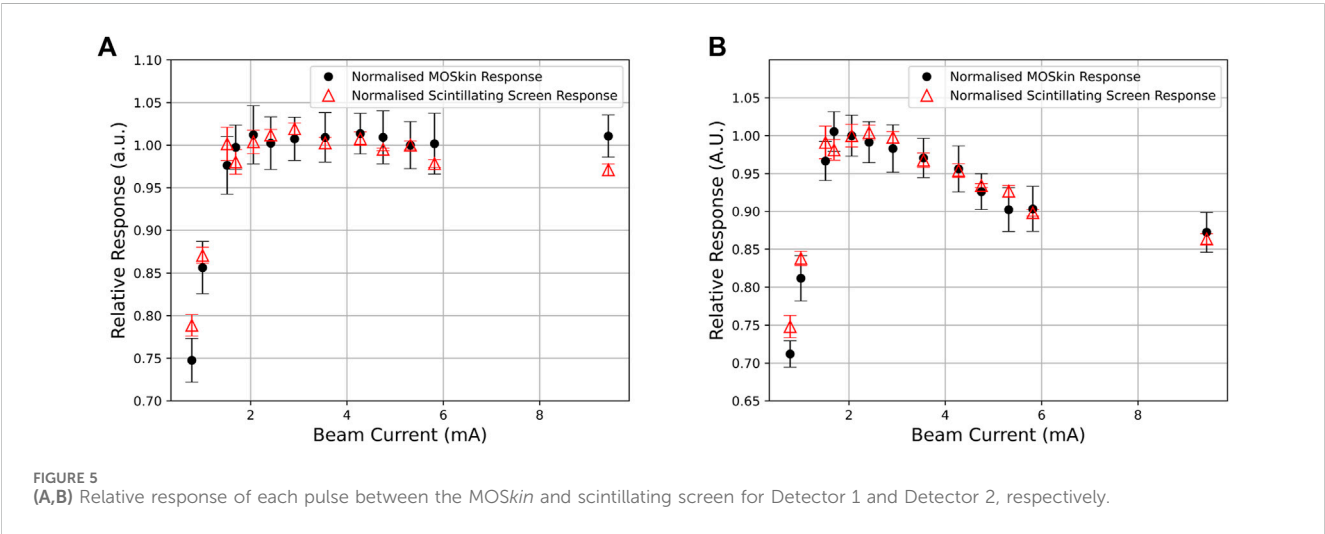 A
1.10
1.05
1.00
0.95
0.90
0.85
0.80
0.75
0.70
Relative Response (a.u.)
Normalised MOSkin Response
Normalised Scintillating Screen Response
2
4
6
8
Beam Current (mA)
B
1.05
1.00
0.95
0.90
0.85
0.80
0.75
0.70
0.65
Relative Response (A.U.)
Normalised MOSkin Response
Normalised Scintillating Screen Response
2
4
6
8
Beam Current (mA)
FIGURE 5
(A,B) Relative response of each pulse between the MOSkin and scintillating screen for Detector 1 and Detector 2, respectively.